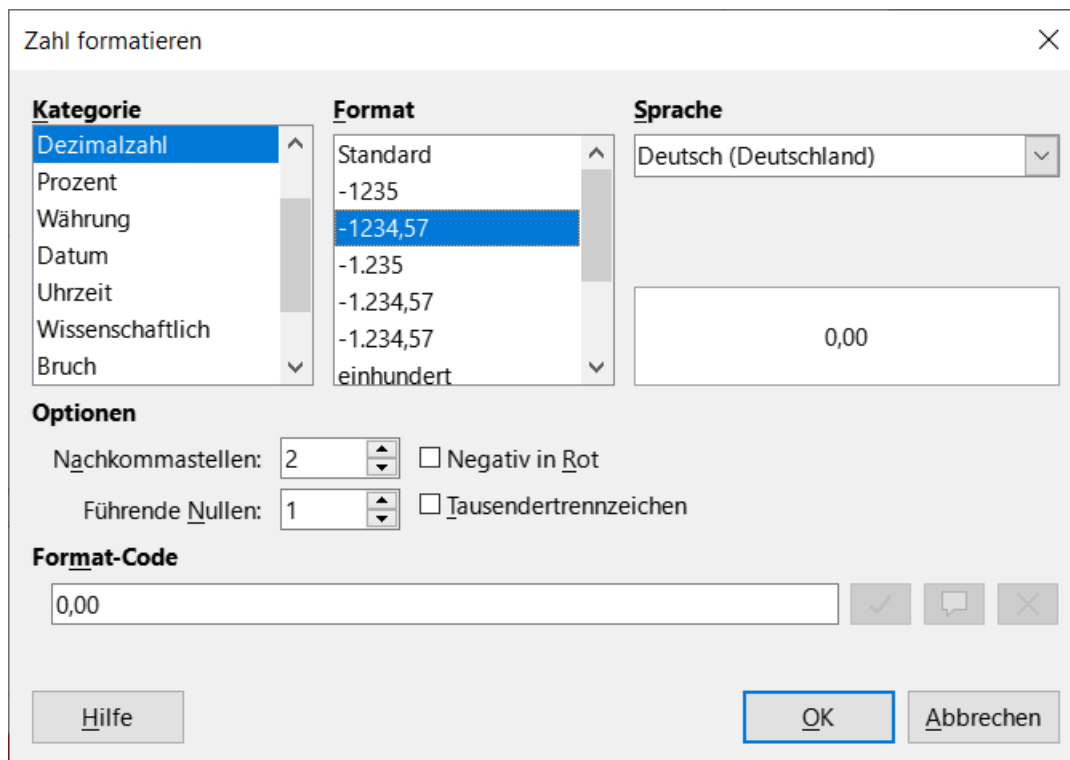 Zahl formatieren
Kategorie
Dezimalzahl
Prozent
Währung
Datum
Uhrzeit
Wissenschaftlich
Bruch
Format
Standard
-1235
-1234,57
-1.235
-1.234,57
-1.234,57
einhundert
Sprache
Deutsch (Deutschland)
0,00
Optionen
Nachkommastellen: 2
Negativ in Rot
Führende Nullen: 1
Tausendertrennzeichen
Format-Code
0,00
Hilfe
OK
Abbrechen